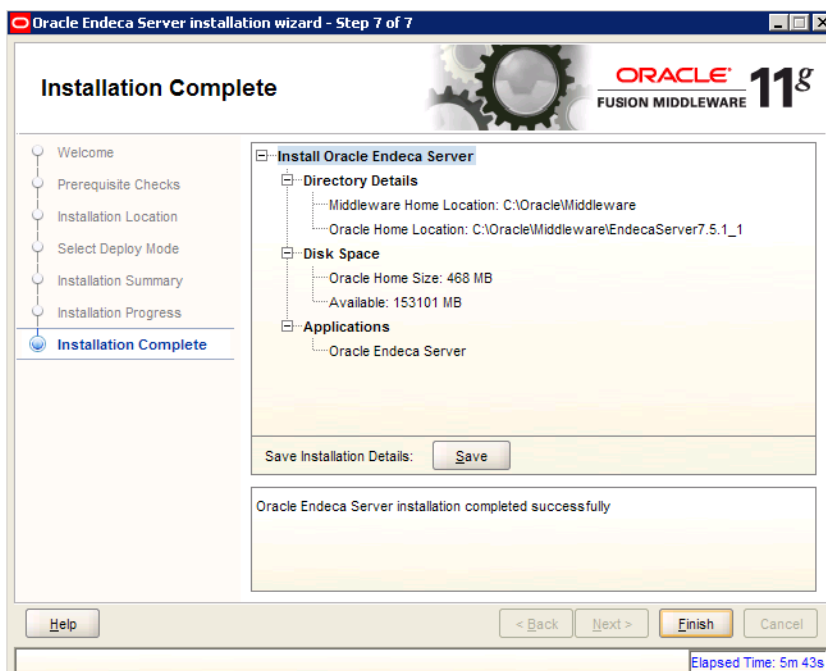 Oracle Endeca Server installation wizard - Step 7 of 7
Installation Complete
ORACLE
FUSION MIDDLEWARE 11g
Welcome
Prerequisite Checks
Installation Location
Select Deploy Mode
Installation Summary
Installation Progress
Installation Complete
Install Oracle Endeca Server
Directory Details
Middleware Home Location: C:\Oracle\Middleware
Oracle Home Location: C:\Oracle\Middleware\EndecaServer7.5.1_1
Disk Space
Oracle Home Size: 468 MB
Available: 153101 MB
Applications
Oracle Endeca Server
Save Installation Details: Save
Oracle Endeca Server installation completed successfully
Help < Back Next > Finish Cancel
Elapsed Time: 5m 43s